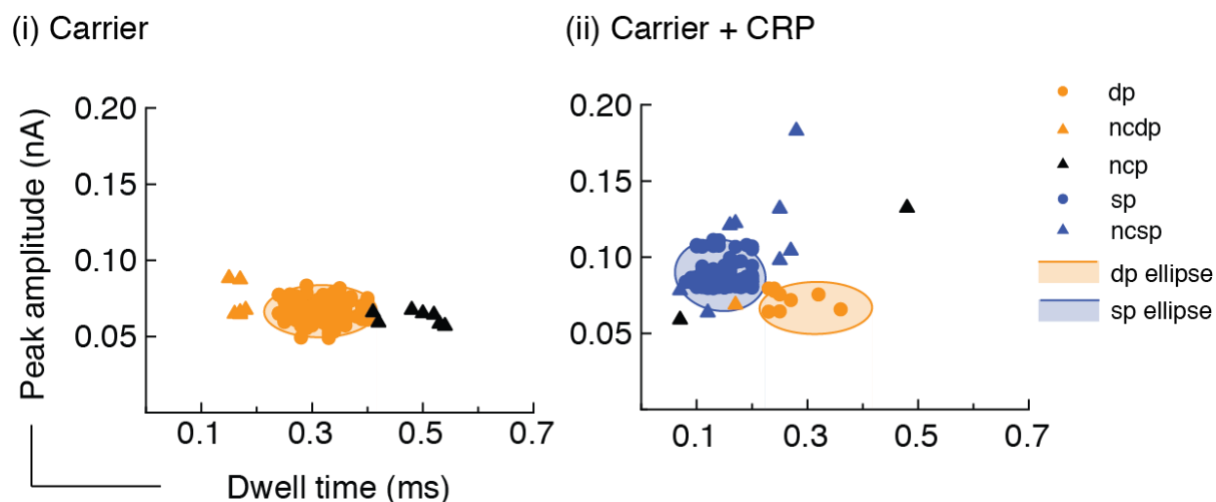 (i) Carrier
(ii) Carrier + CRP
Peak amplitude (nA)
0.20
0.15
0.10
0.05
0.1
0.3
0.5
0.7
Dwell time (ms)
0.20
0.15
0.10
0.05
0.1
0.3
0.5
0.7
dp
ncdp
ncp
sp
ncsp
dp ellipse
sp ellipse